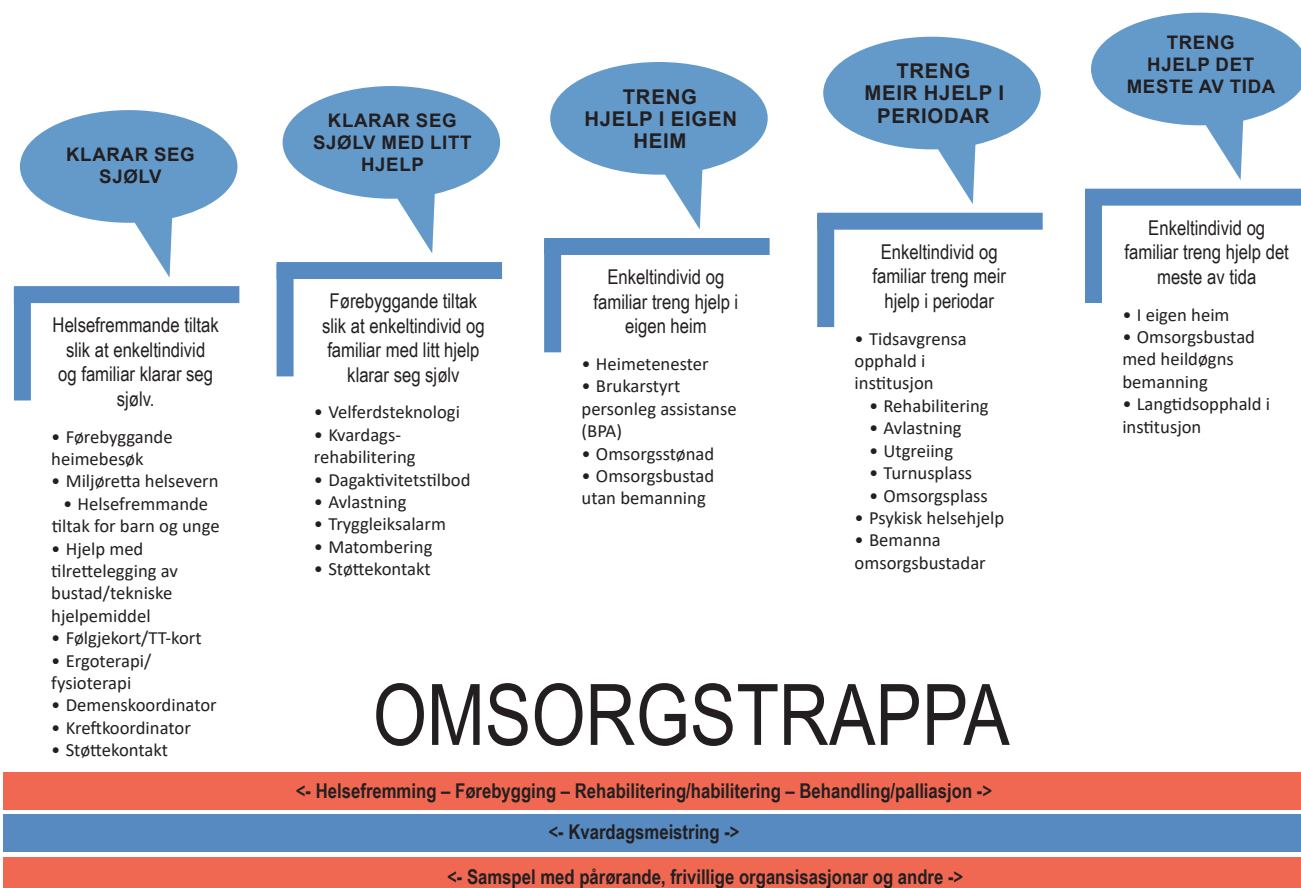 KLARAR SEG
SJØLV
Helsefremmande tiltak
slik at enkeltindivid
og familiar klarar seg
sjølv.
• Førebyggande
heimebesøk
• Miljøretta helsevern
• Helsefremmande
tiltak for barn og unge
• Hjelp med
tilrettelegging av
bustad/tekniske
hjelpemiddel
• Følgjekort/TT-kort
• Ergoterapi/
fysioterapi
• Demenskoordinator
• Kreftkoordinator
• Støttekontakt
KLARAR SEG
SJØLV MED LITT
HJELP
Førebyggande tiltak
slik at enkeltindivid og
familiar med litt hjelp
klarar seg sjølv
• Velferdsteknologi
• Kvardags-
rehabilitering
• Dagaktivitetstilbod
• Avlastning
• Tryggleiksalarm
• Matombering
• Støttekontakt
TRENG
HJELP I EIGEN
HEIM
Enkeltindivid og
familiar treng hjelp i
eigen heim
• Heimetenester
• Brukarstyrt
personleg assistanse
(BPA)
• Omsorgsstønad
• Omsorgsbustad
utan bemanning
TRENG
MEIR HJELP I
PERIODAR
Enkeltindivid og
familiar treng meir
hjelp i periodar
• Tidsavgrensa
opphald i
institusjon
• Rehabilitering
• Avlastning
• Utgreiing
• Turnusplass
• Omsorgsplass
• Psykisk helsehjelp
• Bemanna
omsorgsbustadar
TRENG
HJELP DET
MESTE AV TIDA
Enkeltindivid og
familiar treng hjelp det
meste av tida
• I eigen heim
• Omsorgsbustad
med heildøgns
bemanning
• Langtidsopphald i
institusjon
OMSORGSTRAPPA
<- Helsefremming – Førebygging – Rehabilitering/habilitering – Behandling/palliasjon ->
<- Kvardagsmeistring ->
<- Samspel med pårørande, frivillige organsisasjonar og andre ->